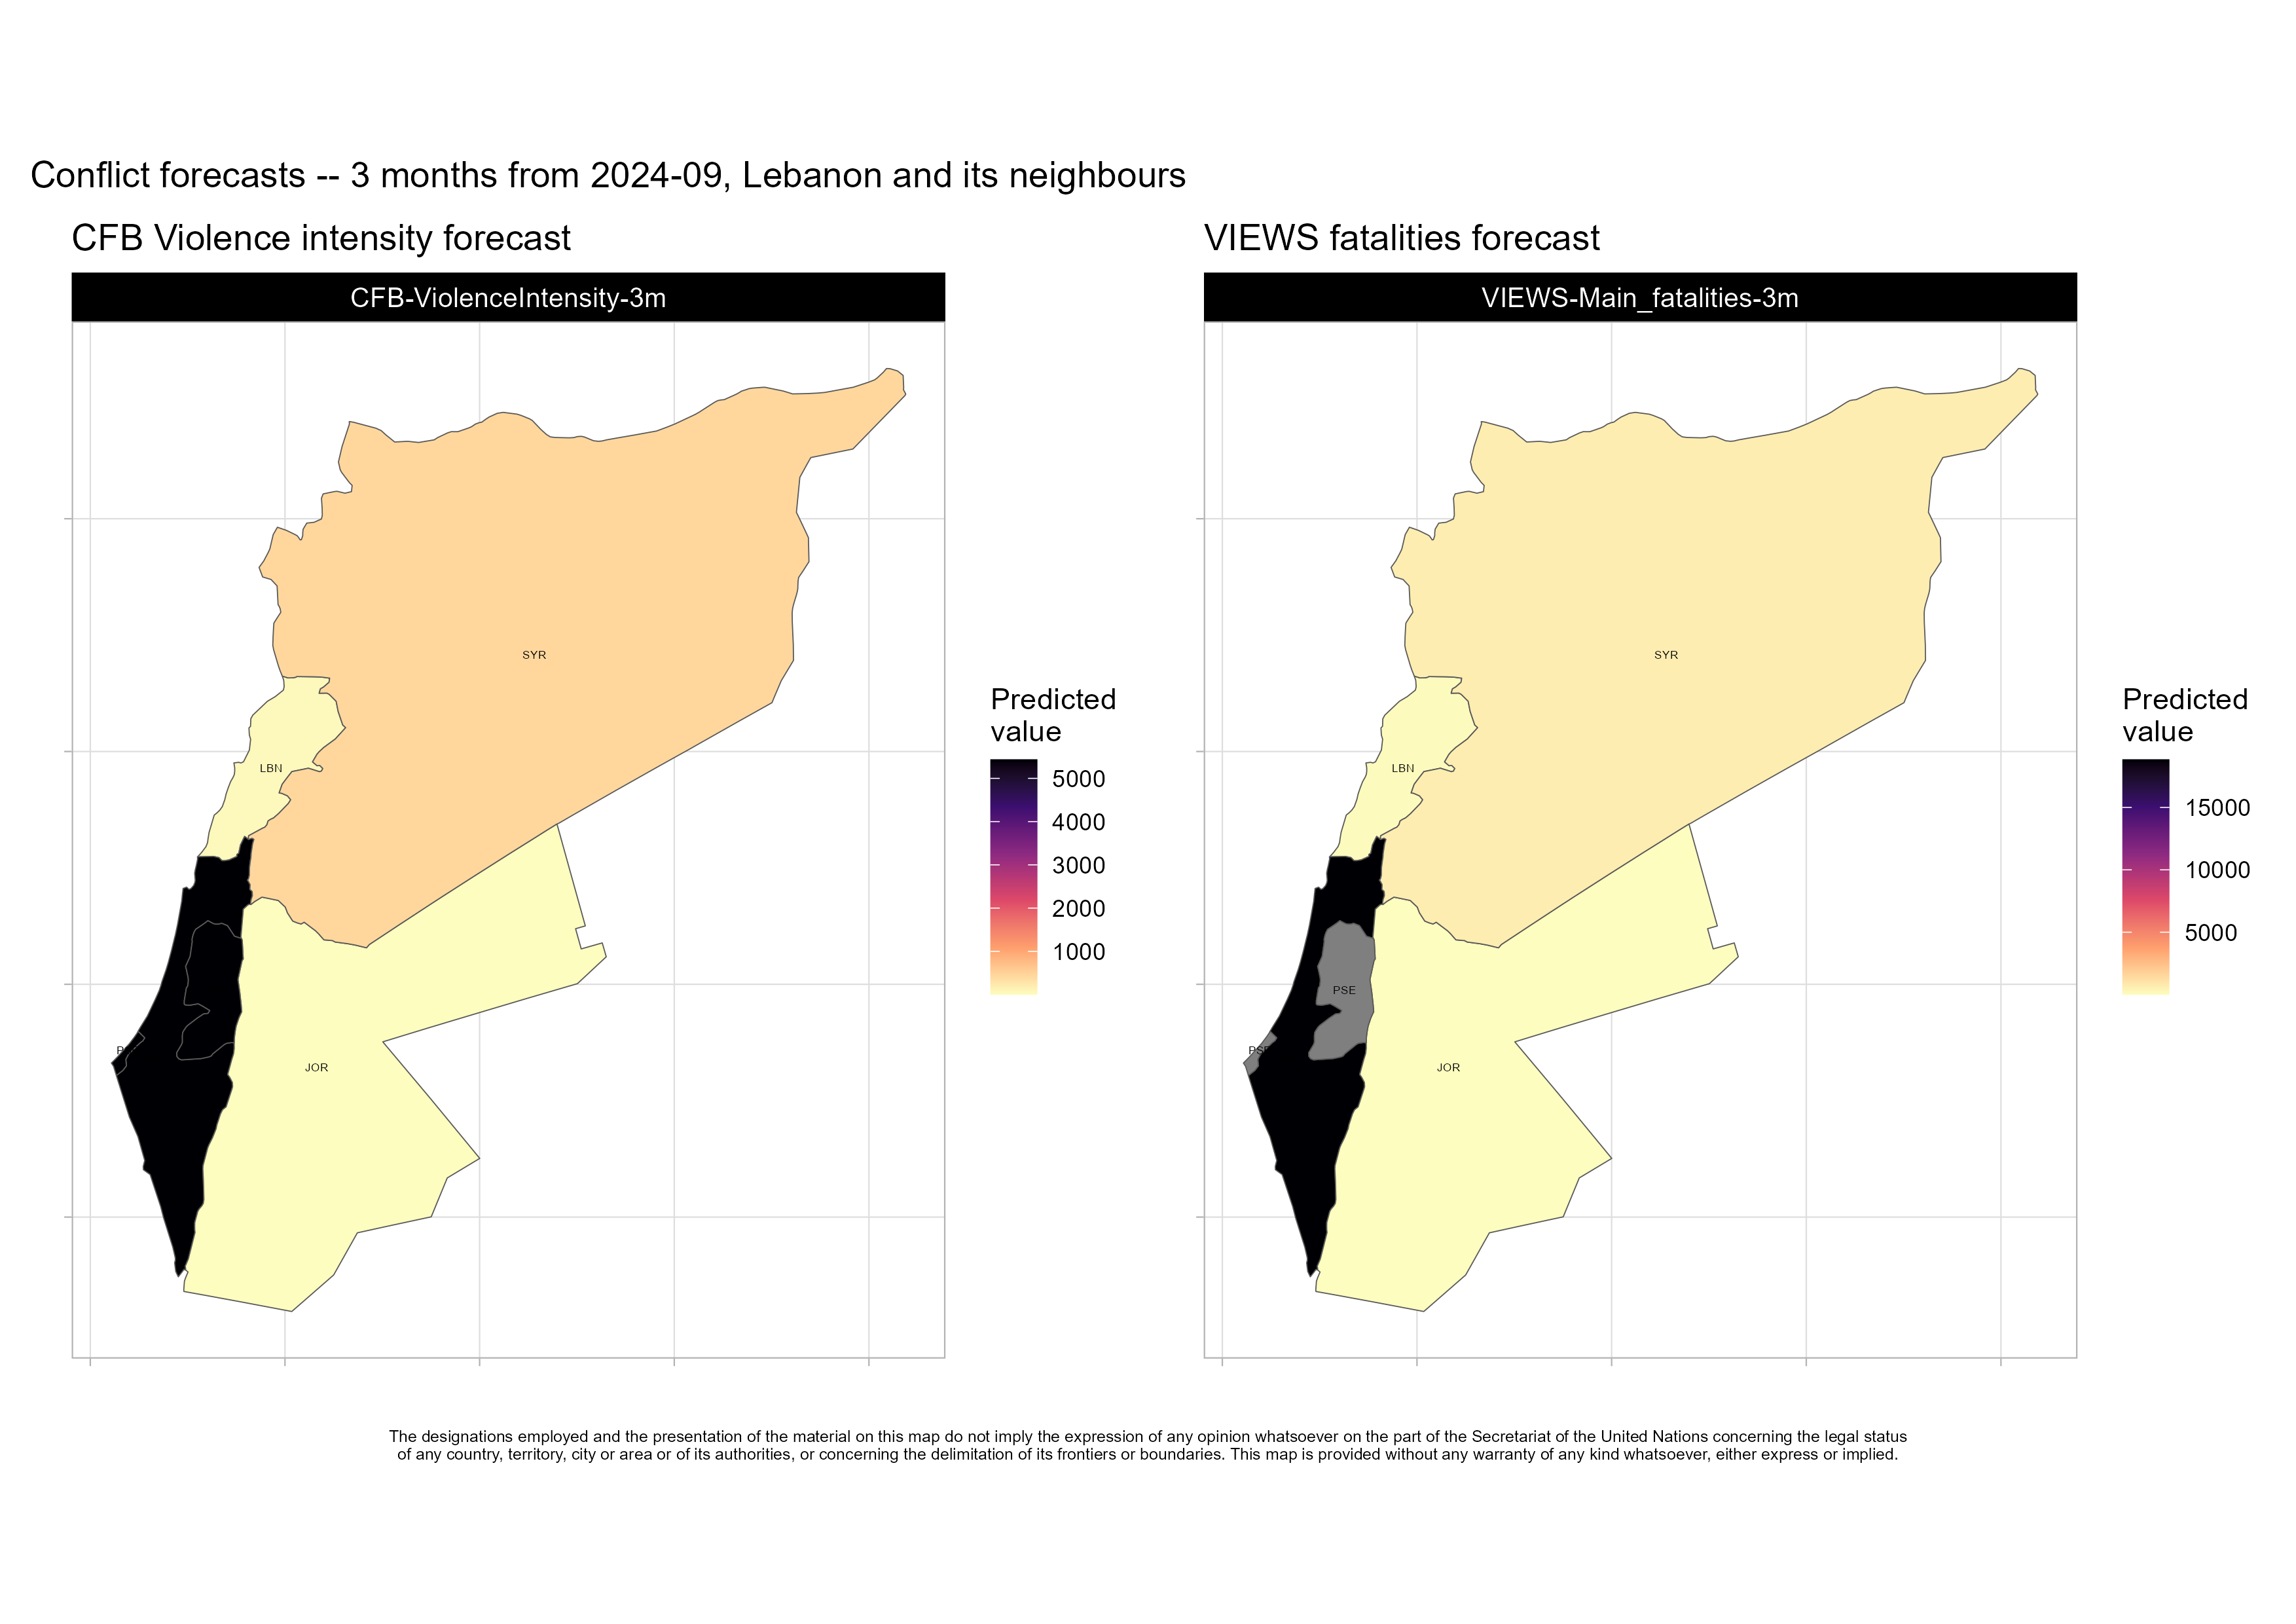 Conflict forecasts -- 3 months from 2024-09, Lebanon and its neighbours
CFB Violence intensity forecast
CFB-ViolenceIntensity-3m
SYR
LBN
JOR
Predicted
value
5000
4000
3000
2000
1000
VIEWS fatalities forecast
VIEWS-Main_fatalities-3m
SYR
LBN
PSE
PSE
JOR
Predicted
value
15000
10000
5000
The designations employed and the presentation of the material on this map do not imply the expression of any opinion whatsoever on the part of the Secretariat of the United Nations concerning the legal status
of any country, territory, city or area or of its authorities, or concerning the delimitation of its frontiers or boundaries. This map is provided without any warranty of any kind whatsoever, either express or implied.